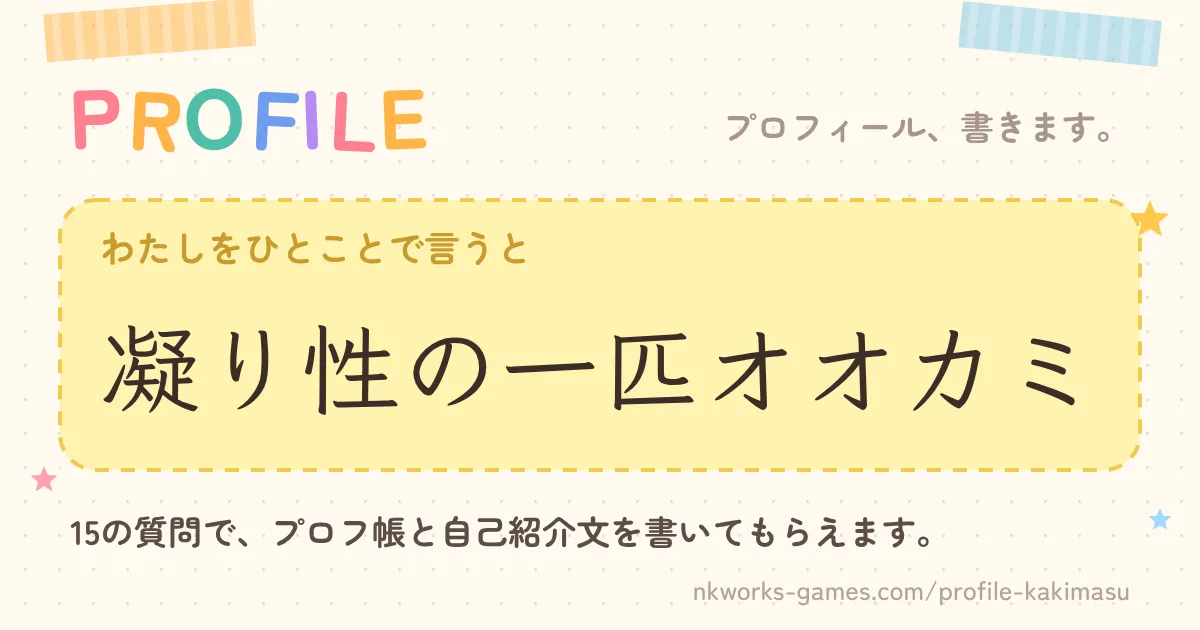 PROFILE
プロフィール、書きます。
わたしをひとことで言うと
凝り性の一匹オオカミ
15の質問で、プロフ帳と自己紹介文を書いてもらえます。
nkworks-games.com/profile-kakimasu